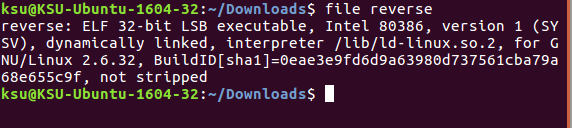 ksu@KSU-Ubuntu-1604-32:~/Downloads$ file reverse
reverse: ELF 32-bit LSB executable, Intel 80386, version 1 (SY
SV), dynamically linked, interpreter /lib/ld-linux.so.2, for G
NU/Linux 2.6.32, BuildID[sha1]=0eae3e9fd6d9a63980d737561cba79a
68e655c9f, not stripped
ksu@KSU-Ubuntu-1604-32:~/Downloads$